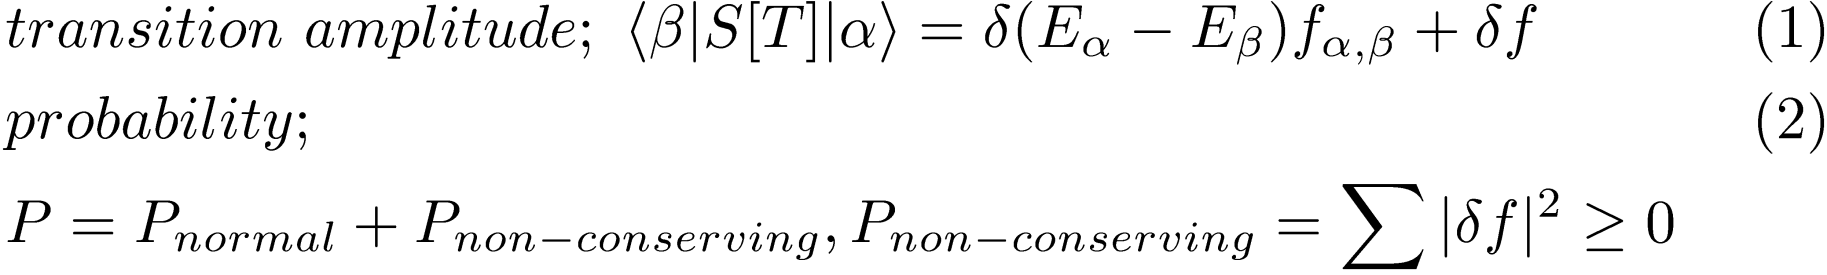 transition amplitude; ⟨β|S[T]|α⟩ = δ(E_α − E_β)f_{α,β} + δf (1)
probability; (2)
P = P_{normal} + P_{non−conserving}, P_{non−conserving} = ∑ |δf|² ≥ 0